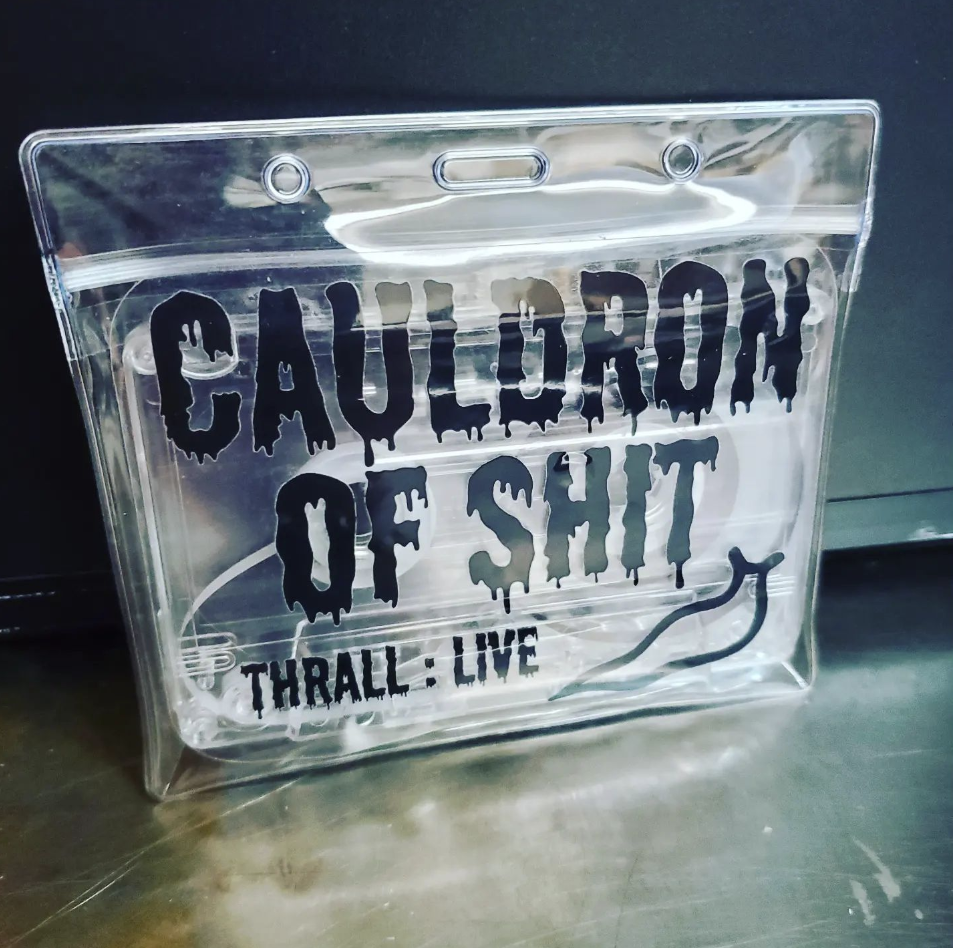 CAULDRON
OF SHIT
THRALL : LIVE